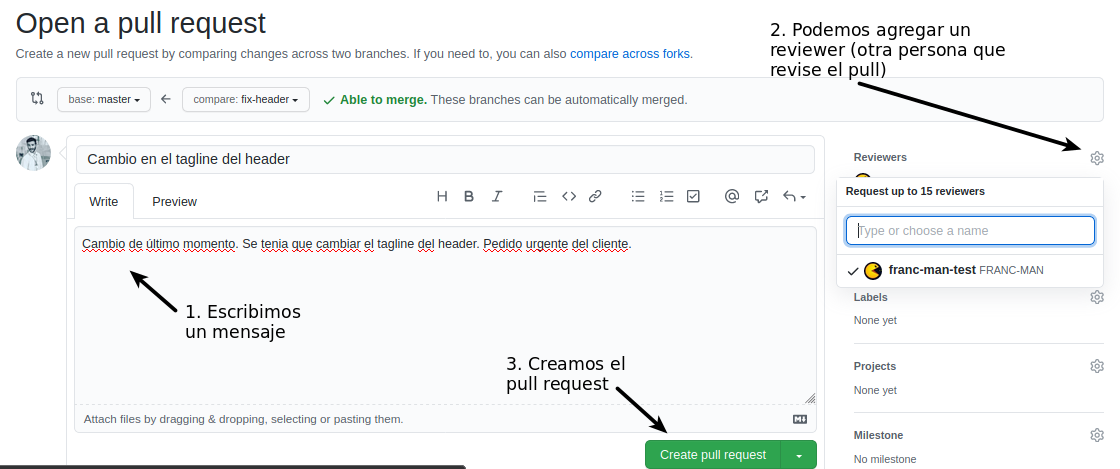 Open a pull request
Create a new pull request by comparing changes across two branches. If you need to, you can also compare across forks.
2. Podemos agregar un
reviewer (otra persona que
revise el pull)
base: master
compare: fix-header
Able to merge. These branches can be automatically merged.
Cambio en el tagline del header
Reviewers
Request up to 15 reviewers
Write
Preview
H B I
Type or choose a name
Cambio de último momento. Se tenia que cambiar el tagline del header. Pedido urgente del cliente.
franc-man-test FRANC-MAN
1. Escribimos
un mensaje
Labels
None yet
3. Creamos el
pull request
Projects
None yet
Attach files by dragging & dropping, selecting or pasting them.
Milestone
Create pull request
No milestone